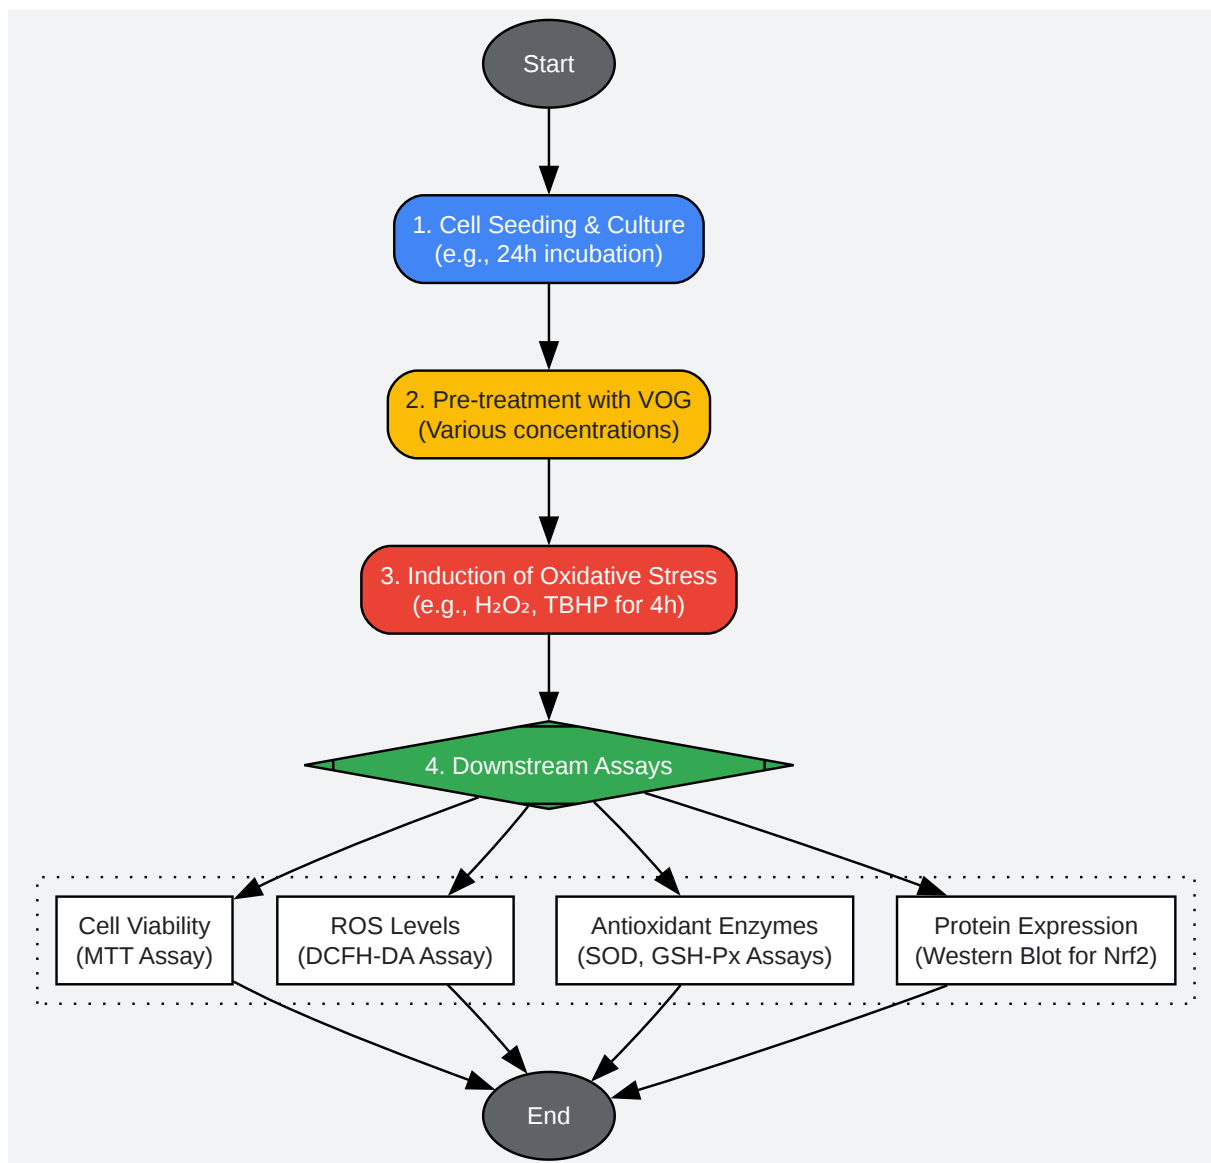 Start
1. Cell Seeding & Culture
(e.g., 24h incubation)
2. Pre-treatment with VOG
(Various concentrations)
3. Induction of Oxidative Stress
(e.g., H₂O₂, TBHP for 4h)
4. Downstream Assays
Cell Viability
(MTT Assay)
ROS Levels
(DCFH-DA Assay)
Antioxidant Enzymes
(SOD, GSH-Px Assays)
Protein Expression
(Western Blot for Nrf2)
End